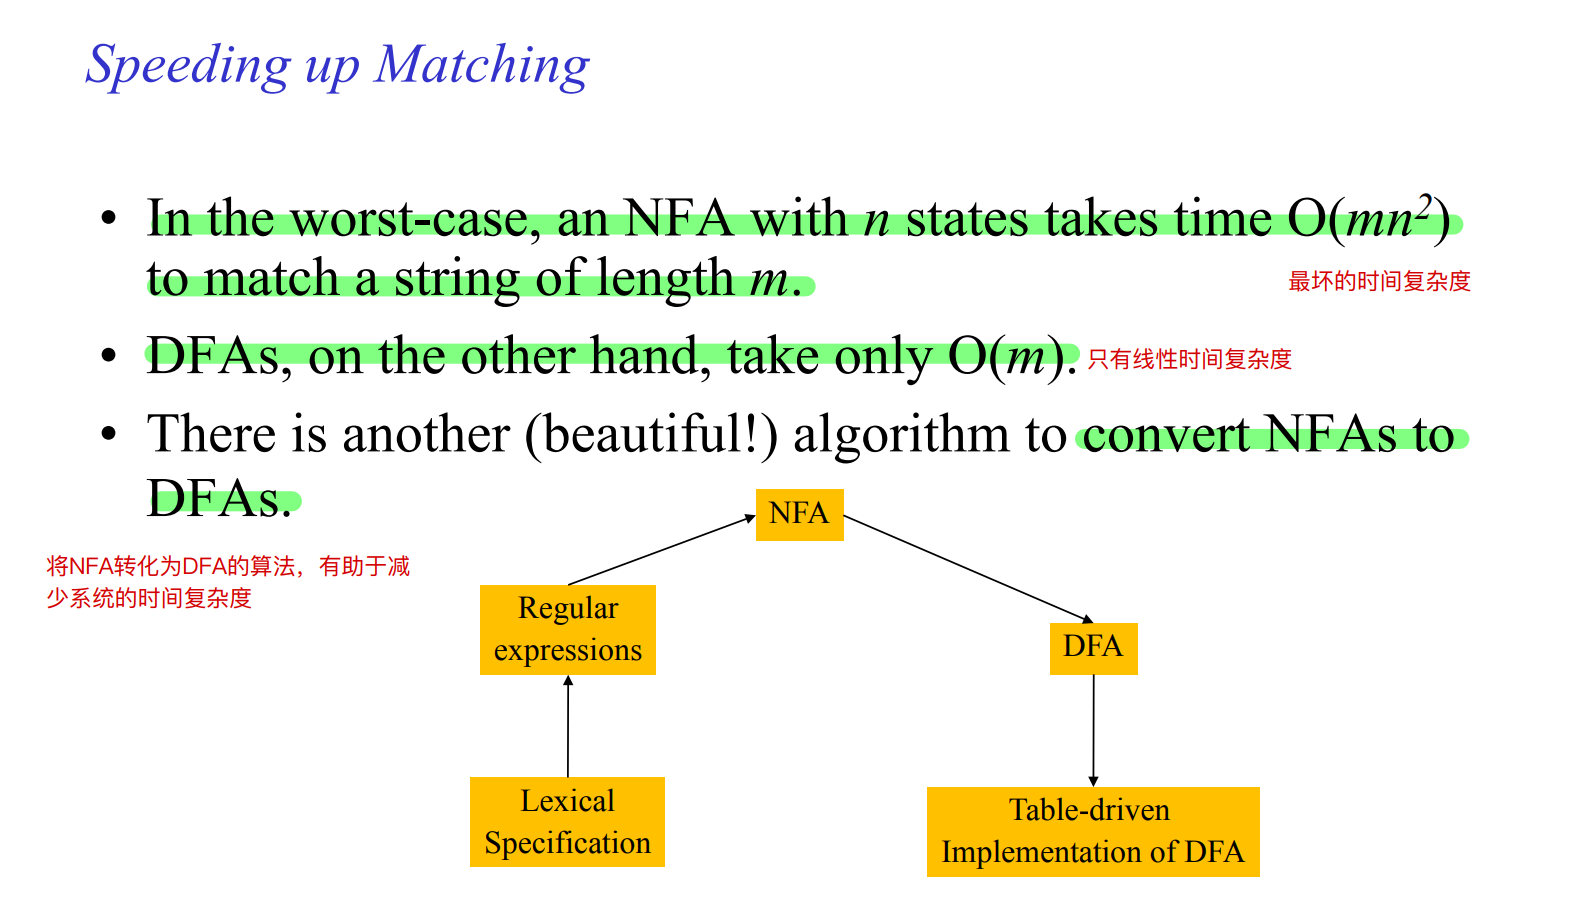 Speeding up Matching
• In the worst-case, an NFA with n states takes time O(mn²)
to match a string of length m.
最坏的时间复杂度
• DFAs, on the other hand, take only O(m).
只有线性时间复杂度
• There is another (beautiful!) algorithm to convert NFAs to
DFAs.
将NFA转化为DFA的算法，有助于减
少系统的时间复杂度
NFA
Regular
expressions
DFA
Lexical
Specification
Table-driven
Implementation of DFA